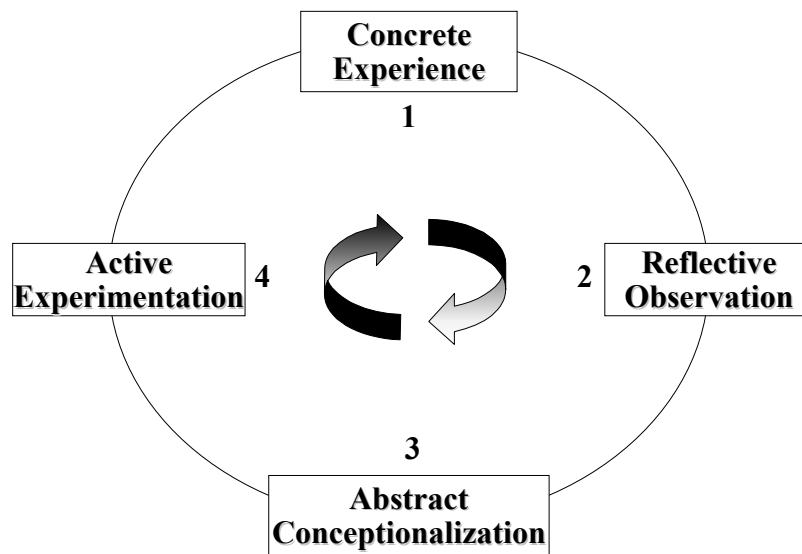 Concrete
Experience
1
Active
Experimentation
4
2
Reflective
Observation
3
Abstract
Conceptionalization